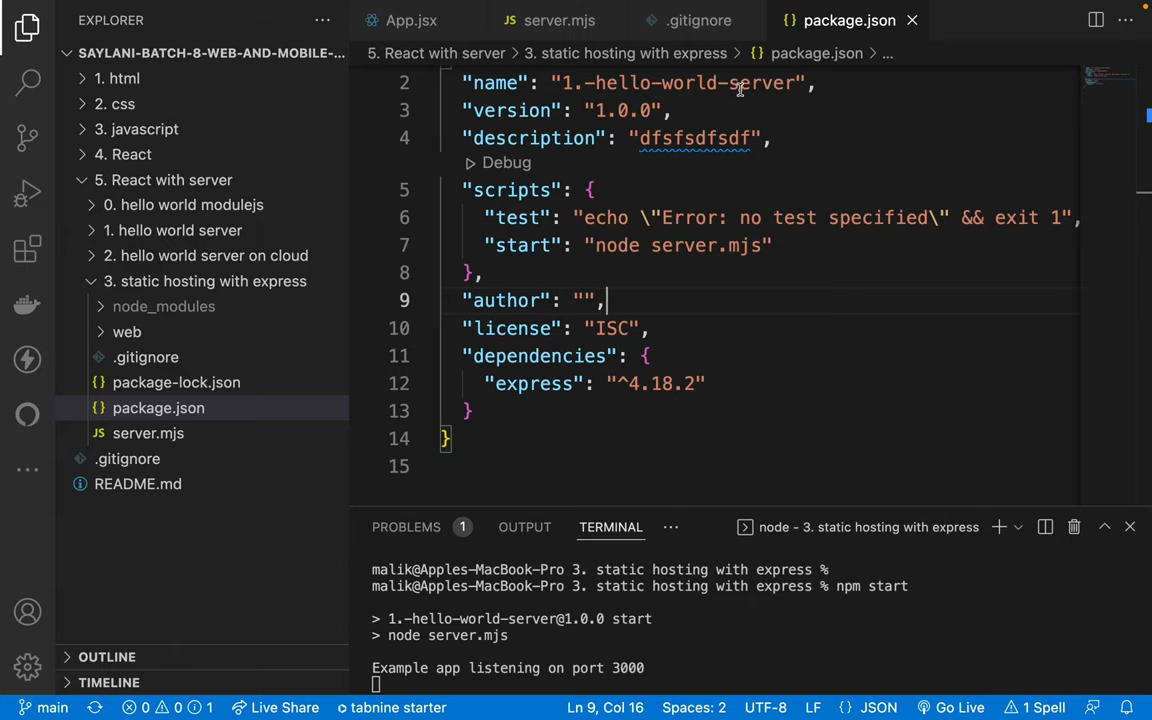 EXPLORER
SAYLANI-BATCH-8-WEB-AND-MOBILE-...
1. html
2. css
3. javascript
4. React
5. React with server
0. hello world modulejs
1. hello world server
2. hello world server on cloud
3. static hosting with express
node_modules
web
.gitignore
package-lock.json
package.json
JS server.mjs
.gitignore
README.md
OUTLINE
TIMELINE
App.jsx
JS server.mjs
.gitignore
{} package.json
5. React with server > 3. static hosting with express > {} package.json > ...
2 "name": "1.-hello-world-server",
3 "version": "1.0.0",
4 "description": "dfsfsdfsdf",
Debug
5 "scripts": {
6 "test": "echo \"Error: no test specified\" && exit 1",
7 "start": "node server.mjs"
8 },
9 "author": "",
10 "license": "ISC",
11 "dependencies": {
12 "express": "^4.18.2"
13 }
14 }
15
PROBLEMS 1 OUTPUT TERMINAL ... node - 3. static hosting with express
malik@Apples-MacBook-Pro 3. static hosting with express %
malik@Apples-MacBook-Pro 3. static hosting with express % npm start
> 1.-hello-world-server@1.0.0 start
> node server.mjs
Example app listening on port 3000
main 0 0 1 Live Share tabnine starter Ln 9, Col 16 Spaces: 2 UTF-8 LF {} JSON Go Live 1 Spell